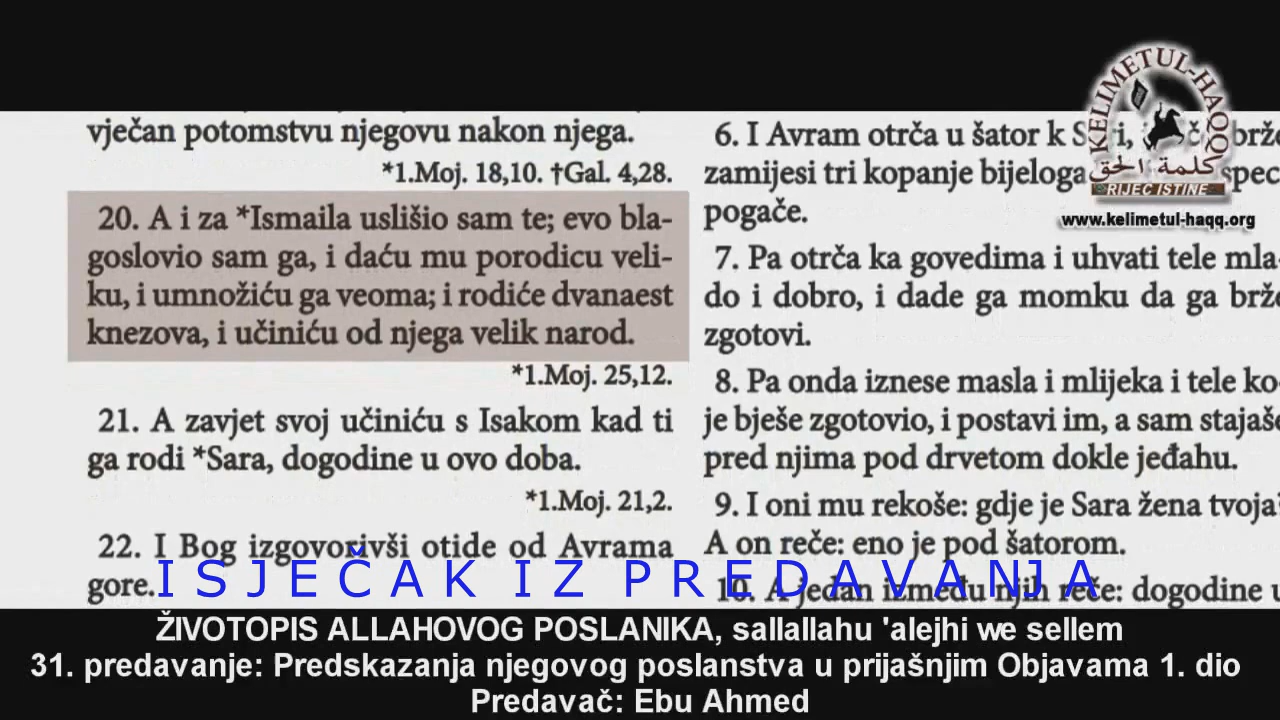 vječan potomstvu njegovu nakon njega.
*1.Moj. 18,10. †Gal. 4,28.
20. A i za *Ismaila uslišio sam te; evo bla-
goslovio sam ga, i daću mu porodicu veli-
ku, i umnožiću ga veoma; i rodiće dvanaest
knezova, i učiniću od njega velik narod.
*1.Moj. 25,12.
21. A zavjet svoj učiniću s Isakom kad ti
ga rodi *Sara, dogodine u ovo doba.
*1.Moj. 21,2.
22. I Bog izgovorivši otide od Avrama
gore.
6. I Avram otrča u šator k
zamijesi tri kopanje bijeloga
pogače.
7. Pa otrča ka govedima i uhvati tele mla-
do i dobro, i dade ga momku da ga brže
zgotovi.
8. Pa onda iznese masla i mlijeka i tele ko-
je bješe zgotovio, i postavi im, a sam stajaše
pred njima pod drvetom dokle jeđahu.
9. I oni mu rekoše: gdje je Sara žena tvoja?
A on reče: eno je pod šatorom.
10. A jedan između njih reče: dogodine u
KELIMETUL-HAQQ
كلمة الحق
RIJEC ISTINE
www.kelimetul-haqq.org
ISJEČAK IZ PREDAVANJA
ŽIVOTOPIS ALLAHOVOG POSLANIKA, sallallahu 'alejhi we sellem
31. predavanje: Predskazanja njegovog poslanstva u prijašnjim Objavama 1. dio
Predavač: Ebu Ahmed